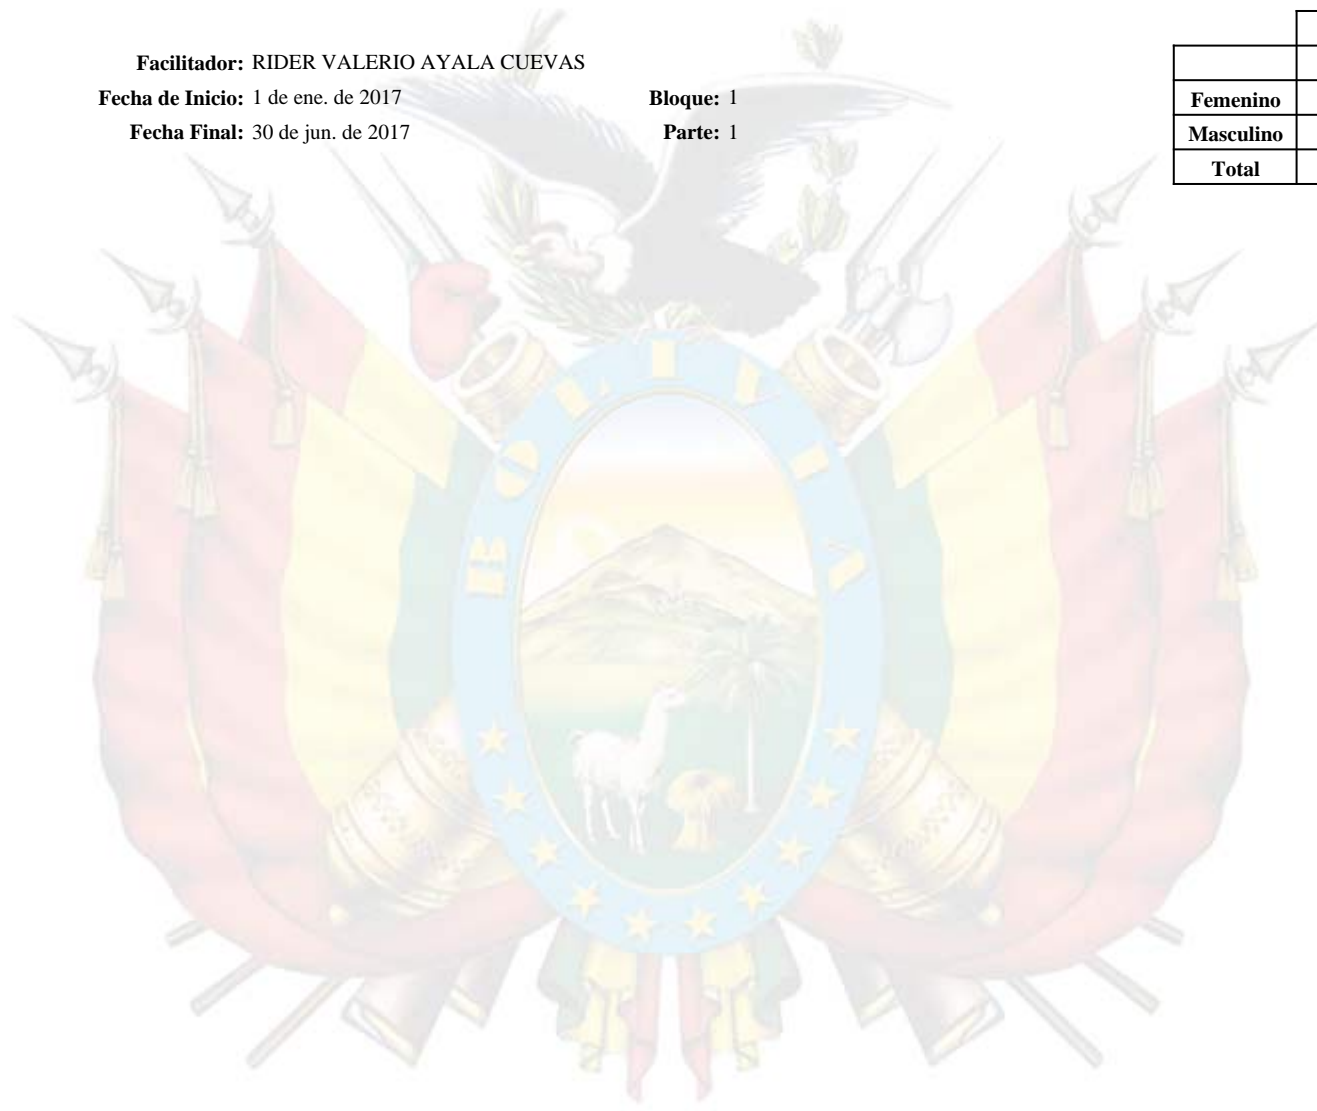 Facilitador: RIDER VALERIO AYALA CUEVAS
Fecha de Inicio: 1 de ene. de 2017 Bloque: 1
Fecha Final: 30 de jun. de 2017 Parte: 1
Femenino
Masculino
Total
BOLIVIA